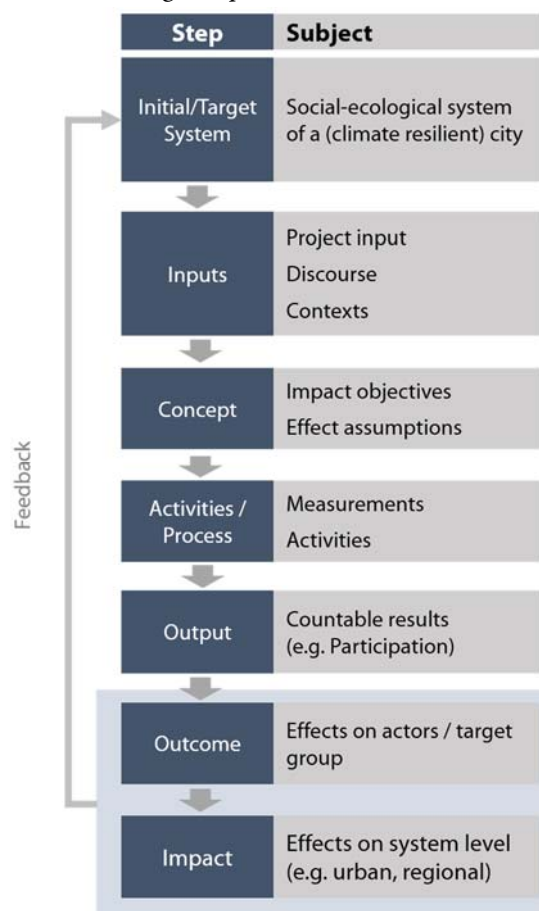 Step Subject
Initial/Target
System
Social-ecological system
of a (climate resilient) city
Inputs
Project input
Discourse
Contexts
Concept
Impact objectives
Effect assumptions
Activities /
Process
Measurements
Activities
Output
Countable results
(e.g. Participation)
Outcome
Effects on actors / target
group
Impact
Effects on system level
(e.g. urban, regional)
Feedback